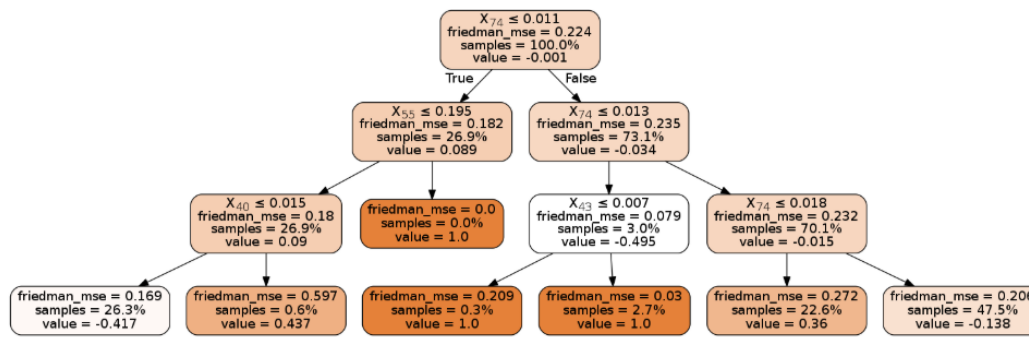 X₇₄ ≤ 0.011
friedman_mse = 0.224
samples = 100.0%
value = -0.001
True
False
X₅₅ ≤ 0.195
friedman_mse = 0.182
samples = 26.9%
value = 0.089
X₇₄ ≤ 0.013
friedman_mse = 0.235
samples = 73.1%
value = -0.034
X₄₀ ≤ 0.015
friedman_mse = 0.18
samples = 26.9%
value = 0.09
friedman_mse = 0.0
samples = 0.0%
value = 1.0
X₄₃ ≤ 0.007
friedman_mse = 0.079
samples = 3.0%
value = -0.495
X₇₄ ≤ 0.018
friedman_mse = 0.232
samples = 70.1%
value = -0.015
friedman_mse = 0.169
samples = 26.3%
value = -0.417
friedman_mse = 0.597
samples = 0.6%
value = 0.437
friedman_mse = 0.209
samples = 0.3%
value = 1.0
friedman_mse = 0.03
samples = 2.7%
value = 1.0
friedman_mse = 0.272
samples = 22.6%
value = 0.36
friedman_mse = 0.206
samples = 47.5%
value = -0.138